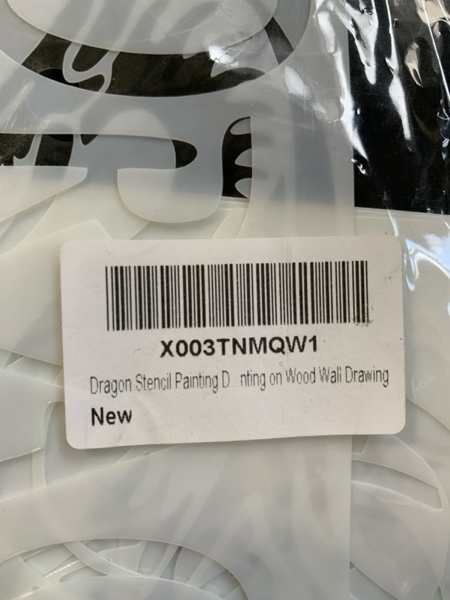 X003TNMQW1
Dragon Stencil Painting D...nting on Wood Wall Drawing
New